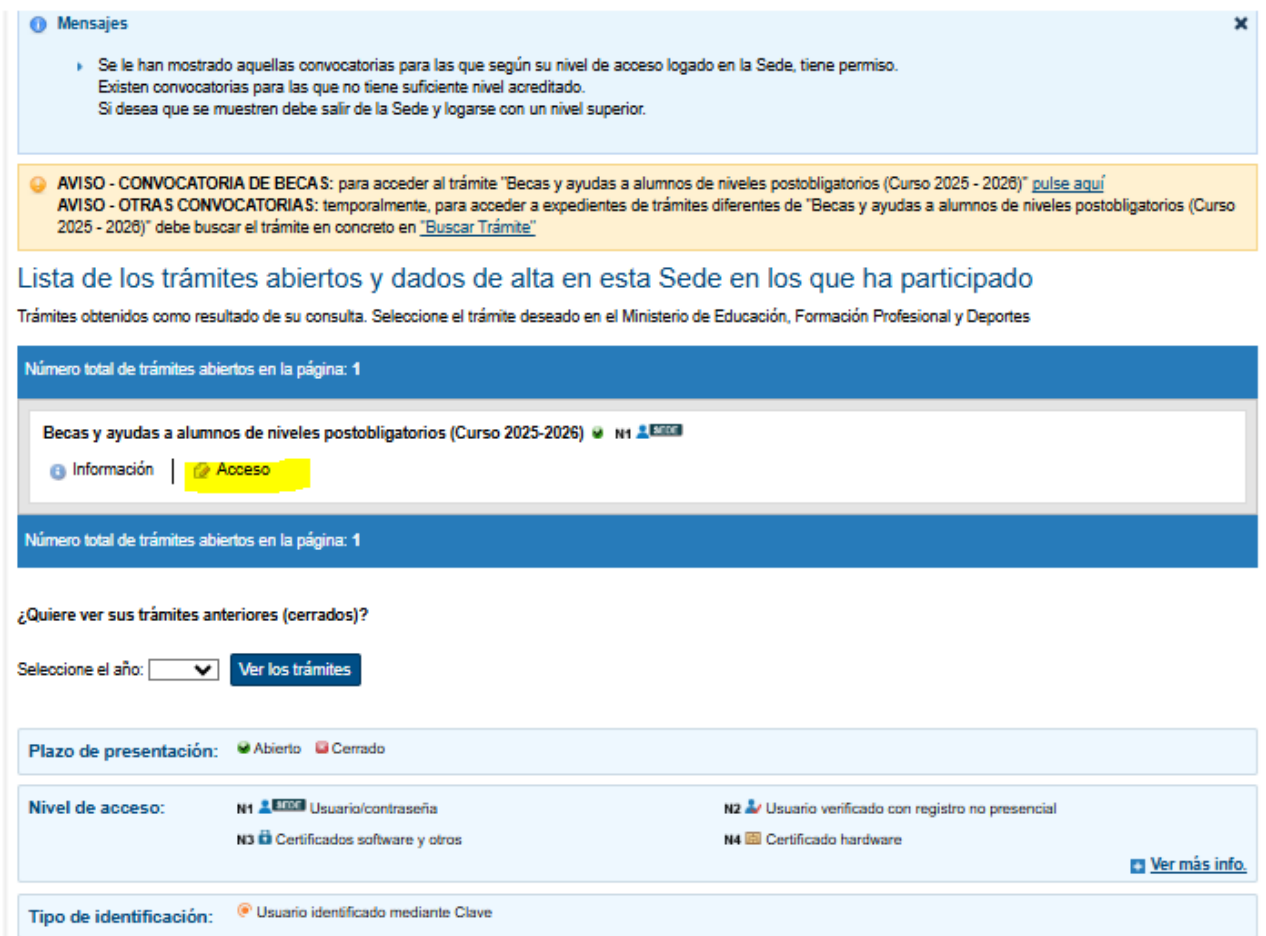 Mensajes
Se le han mostrado aquellas convocatorias para las que según su nivel de acceso logado en la Sede, tiene permiso.
Existen convocatorias para las que no tiene suficiente nivel acreditado.
Si desea que se muestren debe salir de la Sede y logarse con un nivel superior.
AVISO - CONVOCATORIA DE BECAS: para acceder al trámite "Becas y ayudas a alumnos de niveles postobligatorios (Curso 2025 - 2026)" pulse aquí
AVISO - OTRAS CONVOCATORIAS: temporalmente, para acceder a expedientes de trámites diferentes de "Becas y ayudas a alumnos de niveles postobligatorios (Curso
2025 - 2026)" debe buscar el trámite en concreto en "Buscar Trámite"
Lista de los trámites abiertos y dados de alta en esta Sede en los que ha participado
Trámites obtenidos como resultado de su consulta. Seleccione el trámite deseado en el Ministerio de Educación, Formación Profesional y Deportes
Número total de trámites abiertos en la página: 1
Becas y ayudas a alumnos de niveles postobligatorios (Curso 2025-2026) N1 SEDE
Información | Acceso
Número total de trámites abiertos en la página: 1
¿Quiere ver sus trámites anteriores (cerrados)?
Seleccione el año: Ver los trámites
Plazo de presentación: Abierto Cerrado
Nivel de acceso: N1 SEDE Usuario/contraseña N2 Usuario verificado con registro no presencial
N3 Certificados software y otros N4 Certificado hardware
Ver más info.
Tipo de identificación: Usuario identificado mediante Clave